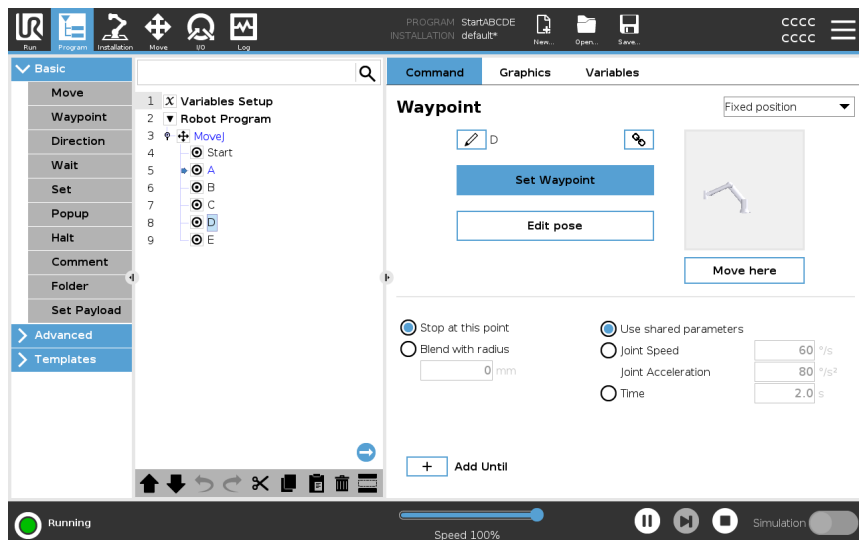 UR
PROGRAM StartABCDE
INSTALLATION default*
CCCC
CCCC
Run Program Installation Move I/O Log New... Open... Save...
Basic
Move
Waypoint
Direction
Wait
Set
Popup
Halt
Comment
Folder
Set Payload
Advanced
Templates
1 X Variables Setup
2 Robot Program
3 MoveJ
4 Start
5 A
6 B
7 C
8 D
9 E
Command Graphics Variables
Waypoint Fixed position
D
Set Waypoint
Edit pose
Move here
Stop at this point
Blend with radius
0 mm
Use shared parameters
Joint Speed 60 °/s
Joint Acceleration 80 °/s²
Time 2.0 s
+ Add Until
Running
Speed 100%
Simulation